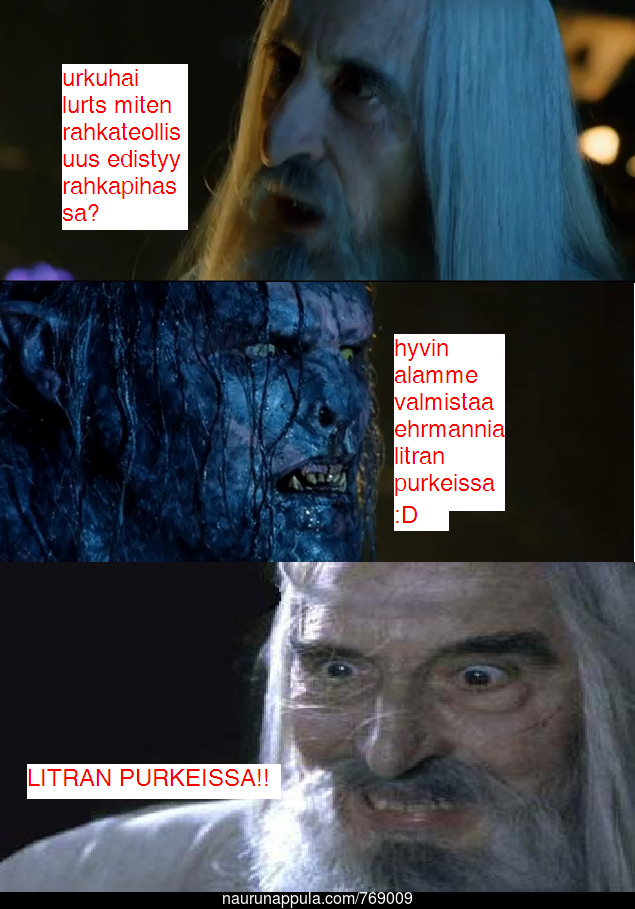 urkuhai
lurts miten
rahkateollis
uus edistyy
rahkapihas
sa?
hyvin
alamme
valmistaa
ehrmannia
litran
purkeissa
:D
LITRAN PURKEISSA!!
naurunappula.com/769009